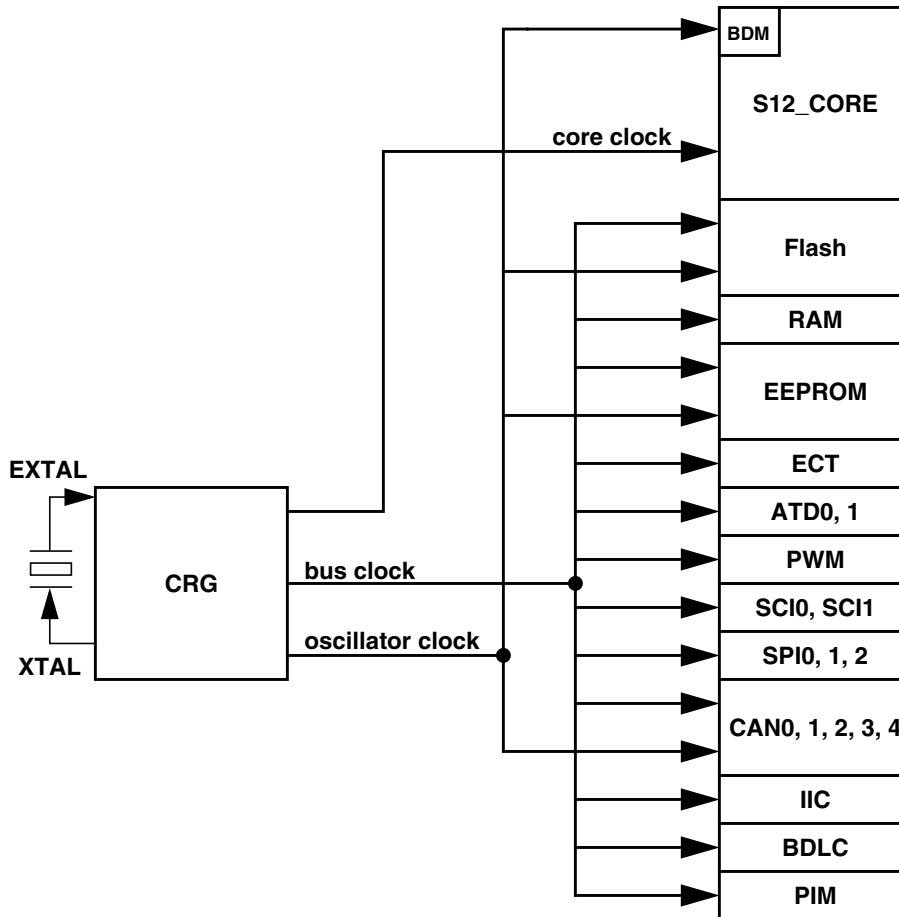 BDM
S12_CORE
core clock
Flash
RAM
EEPROM
ECT
EXTAL
ATD0, 1
PWM
bus clock
CRG
SCI0, SCI1
oscillator clock
SPI0, 1, 2
XTAL
CAN0, 1, 2, 3, 4
IIC
BDLC
PIM